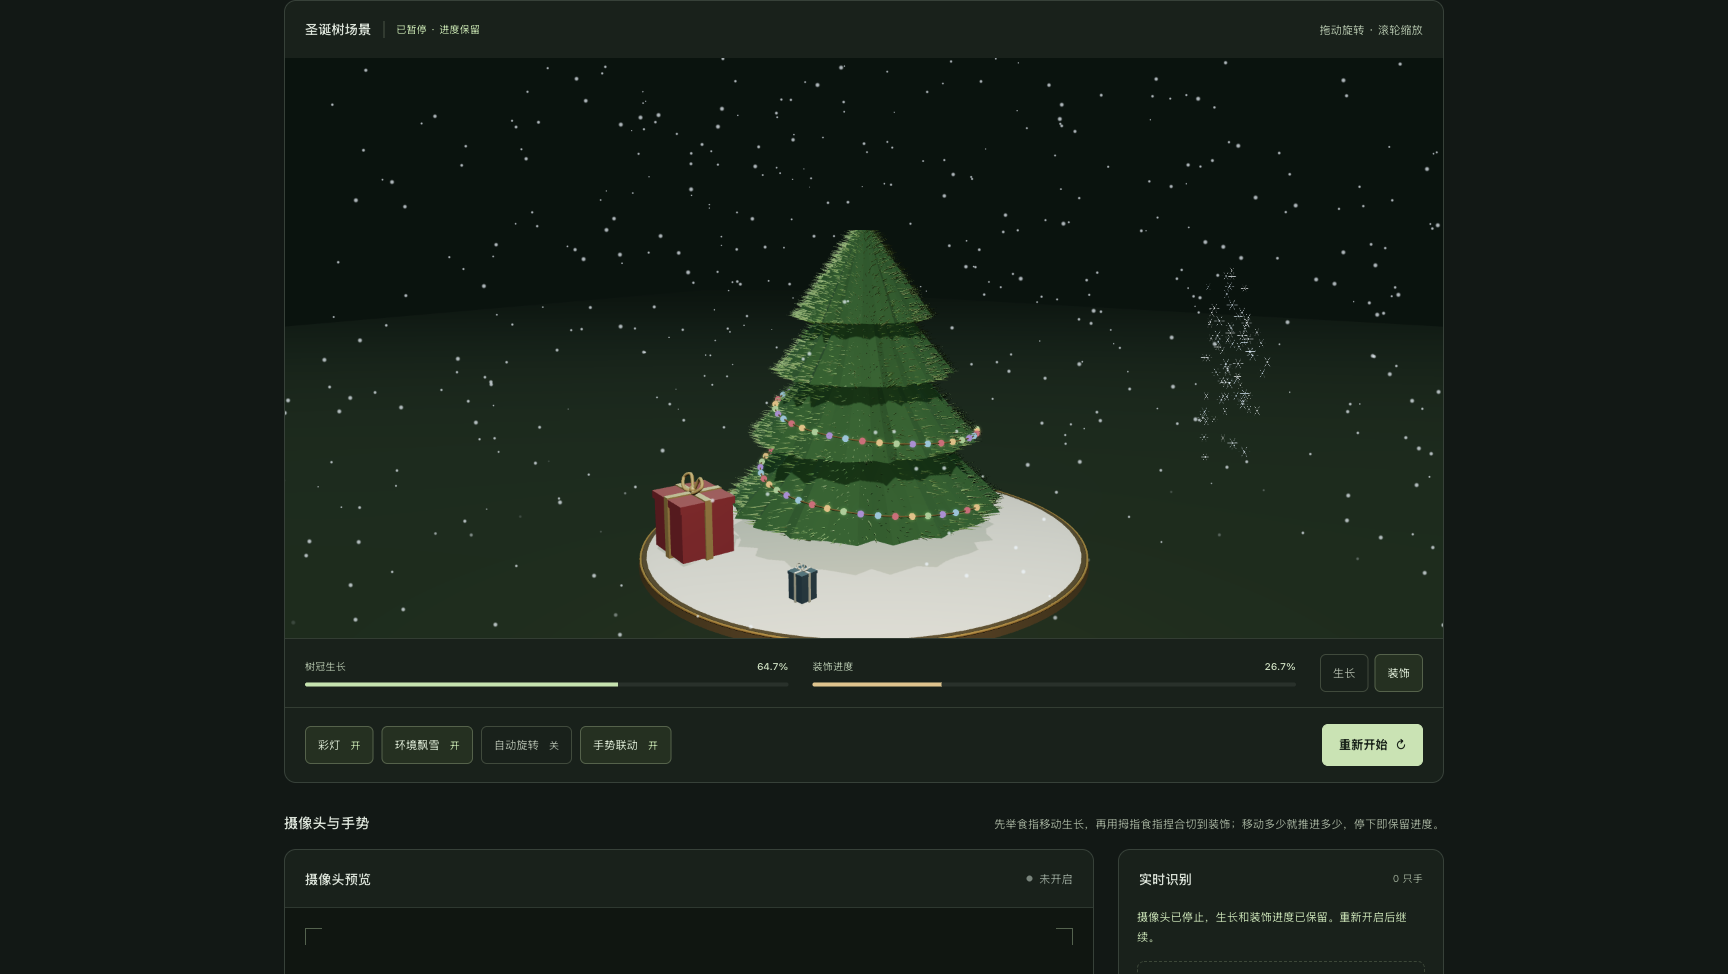 圣诞树场景
已暂停 · 进度保留
拖动旋转 · 滚轮缩放
树冠生长
64.7%
装饰进度
26.7%
生长
装饰
彩灯 开
环境飘雪 开
自动旋转 关
手势联动 开
重新开始 ↻
摄像头与手势
先举食指移动生长，再用拇指食指捏合切到装饰；移动多少就推进多少，停下即保留进度。
摄像头预览
未开启
实时识别
0 只手
摄像头已停止，生长和装饰进度已保留。重新开启后继
续。